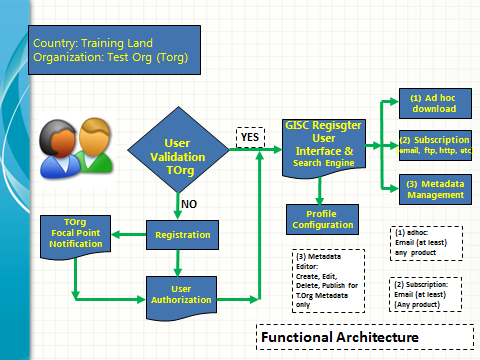 Country: Training Land
Organization: Test Org (Torg)
User
Validation
TOrg
YES
GISC Regisgter
User
Interface &
Search Engine
(1) Ad hoc
download
(2) Subscription
email, ftp, http, etc
(3) Metadata
Management
NO
TOrg
Focal Point
Notification
Registration
Profile
Configuration
User
Authorization
(1) adhoc:
Email (at least)
any product
(3) Metadata
Editor:
Create, Edit,
Delete, Publish for
T.Org Metadata
only
(2) Subscription:
Email (at least)
(Any product)
Functional Architecture